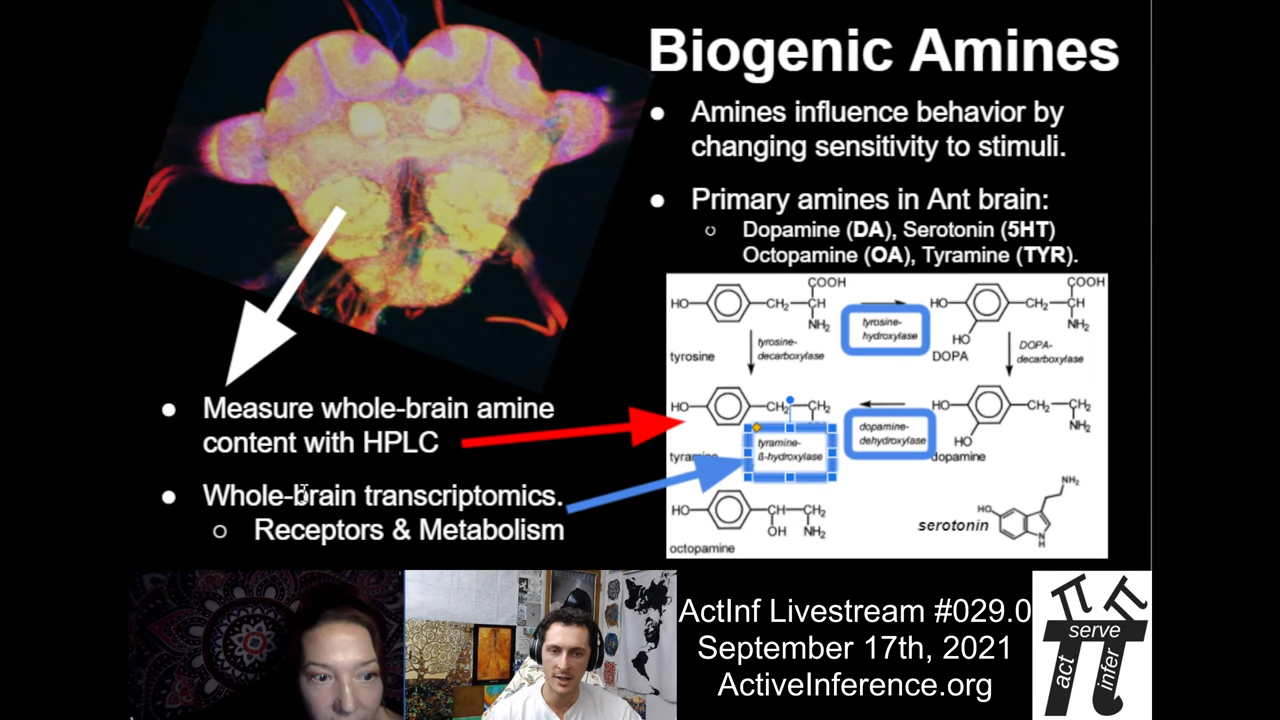 Biogenic Amines
● Amines influence behavior by
changing sensitivity to stimuli.
● Primary amines in Ant brain:
○ Dopamine (DA), Serotonin (5HT)
Octopamine (OA), Tyramine (TYR).
● Measure whole-brain amine
content with HPLC
● Whole-brain transcriptomics.
○ Receptors & Metabolism
HO CH₂ CH COOH NH₂
tyrosine
tyrosine-
hydroxylase
HO HO CH₂ CH COOH NH₂
DOPA
tyrosine-
decarboxylase
DOPA-
decarboxylase
HO CH₂ CH₂
tyramine-
ß-hydroxylase
dopamine-
dehydroxylase
HO HO CH₂ CH₂ NH₂
dopamine
HO CH CH₂ OH NH₂
octopamine
serotonin
HO NH₂ N H
ActInf Livestream #029.0
September 17th, 2021
ActiveInference.org
serve
act
infer